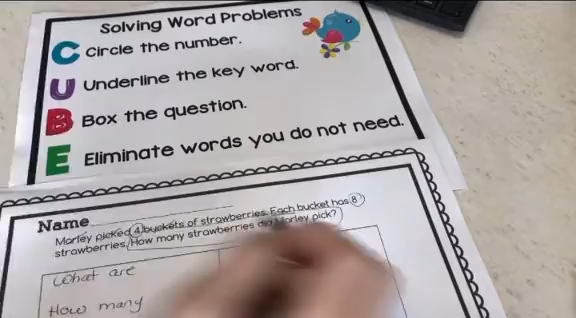 Solving Word Problems
C Circle the number.
U Underline the key word.
B Box the question.
E Eliminate words you do not need.
Name
Marley picked 4 buckets of strawberries. Each bucket has 8
strawberries. How many strawberries did Marley pick?
What are
How many